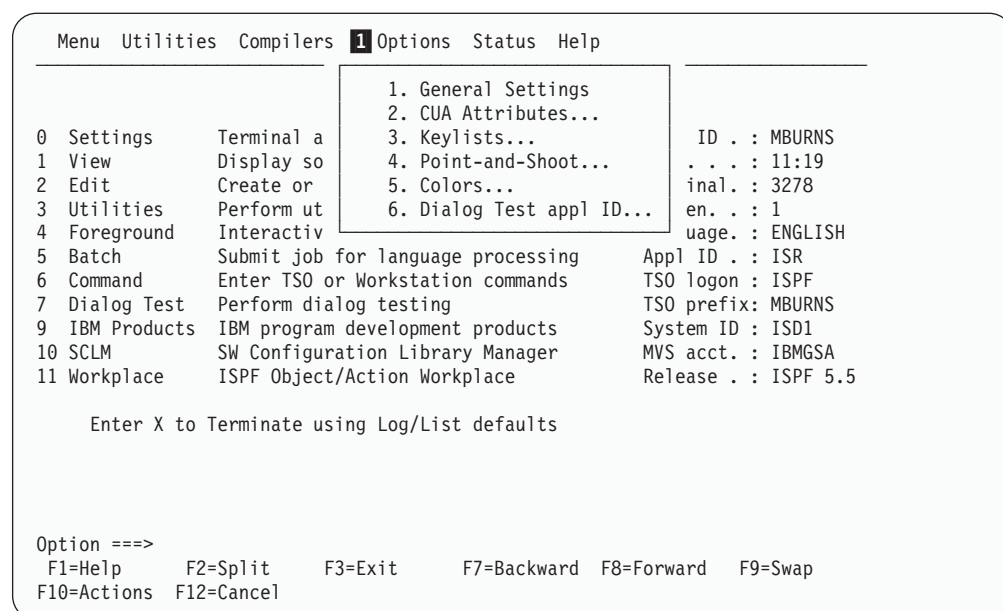 Menu Utilities Compilers 1 Options Status Help
1. General Settings
2. CUA Attributes...
0 Settings Terminal a 3. Keylists... ID . : MBURNS
1 View Display so 4. Point-and-Shoot... . . . : 11:19
2 Edit Create or 5. Colors... inal. : 3278
3 Utilities Perform ut 6. Dialog Test appl ID... en. . : 1
4 Foreground Interactiv uage. : ENGLISH
5 Batch Submit job for language processing Appl ID . : ISR
6 Command Enter TSO or Workstation commands TSO logon : ISPF
7 Dialog Test Perform dialog testing TSO prefix: MBURNS
9 IBM Products IBM program development products System ID : ISD1
10 SCLM SW Configuration Library Manager MVS acct. : IBMGSA
11 Workplace ISPF Object/Action Workplace Release . : ISPF 5.5
Enter X to Terminate using Log/List defaults
Option ===>
F1=Help F2=Split F3=Exit F7=Backward F8=Forward F9=Swap
F10=Actions F12=Cancel